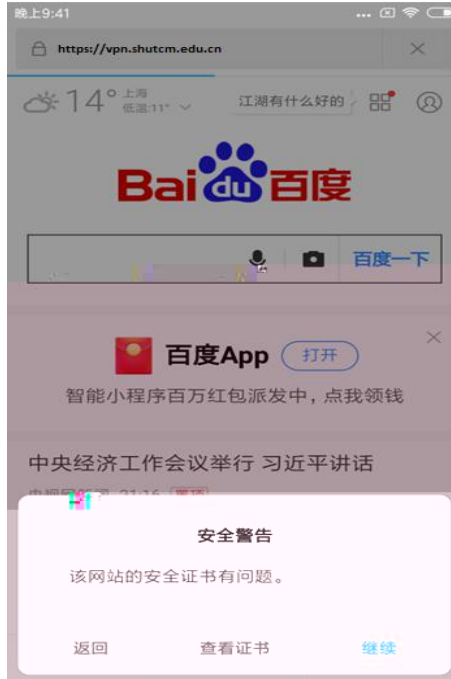 晚上9:41
https://vpn.shutcm.edu.cn
14° 上海
低温:11°
江湖有什么好的
Bai du 百度
百度一下
百度App 打开
智能小程序百万红包派发中，点我领钱
中央经济工作会议举行 习近平讲话
安全警告
该网站的安全证书有问题。
返回 查看证书 继续